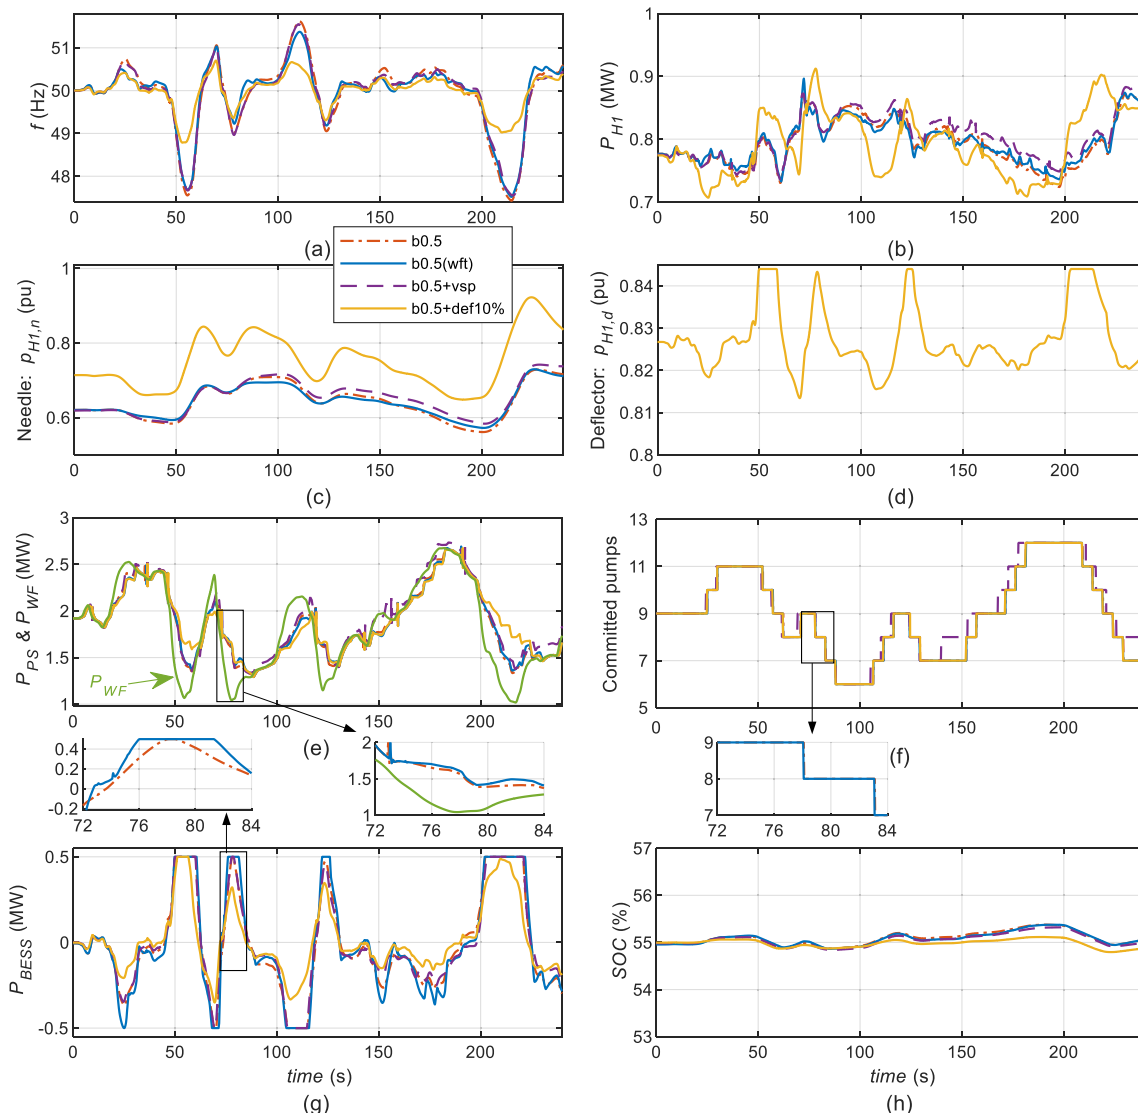 51
50
49
48
f (Hz)
0 50 100 150 200
(a)
1
0.9
0.8
0.7
P_H1 (MW)
0 50 100 150 200
(b)
b0.5
b0.5(wft)
b0.5+vsp
b0.5+def10%
1
0.8
0.6
Needle: p_H1,n (pu)
0 50 100 150 200
(c)
0.84
0.83
0.82
0.81
0.8
Deflector: p_H1,d (pu)
0 50 100 150 200
(d)
3
2.5
2
1.5
1
P_PS & P_WF (MW)
P_WF
0 50 100 150 200
(e)
13
11
9
7
5
Committed pumps
0 50 100 150 200
(f)
0.4
0.2
0
-0.2
72 76 80 84
2
1.5
1
72 76 80 84
9
8
7
72 76 80 84
0.5
0
-0.5
P_BESS (MW)
0 50 100 150 200
time (s)
(g)
57
56
55
54
53
SOC (%)
0 50 100 150 200
time (s)
(h)